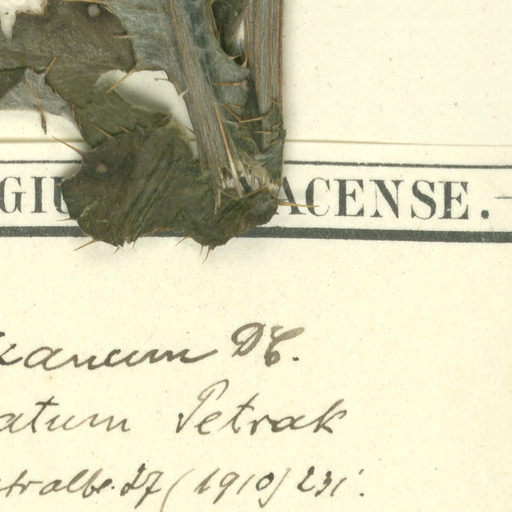 GIU ACENSE.
xanum DC.
atum Petrak
tralbl. 27 (1910) 231.